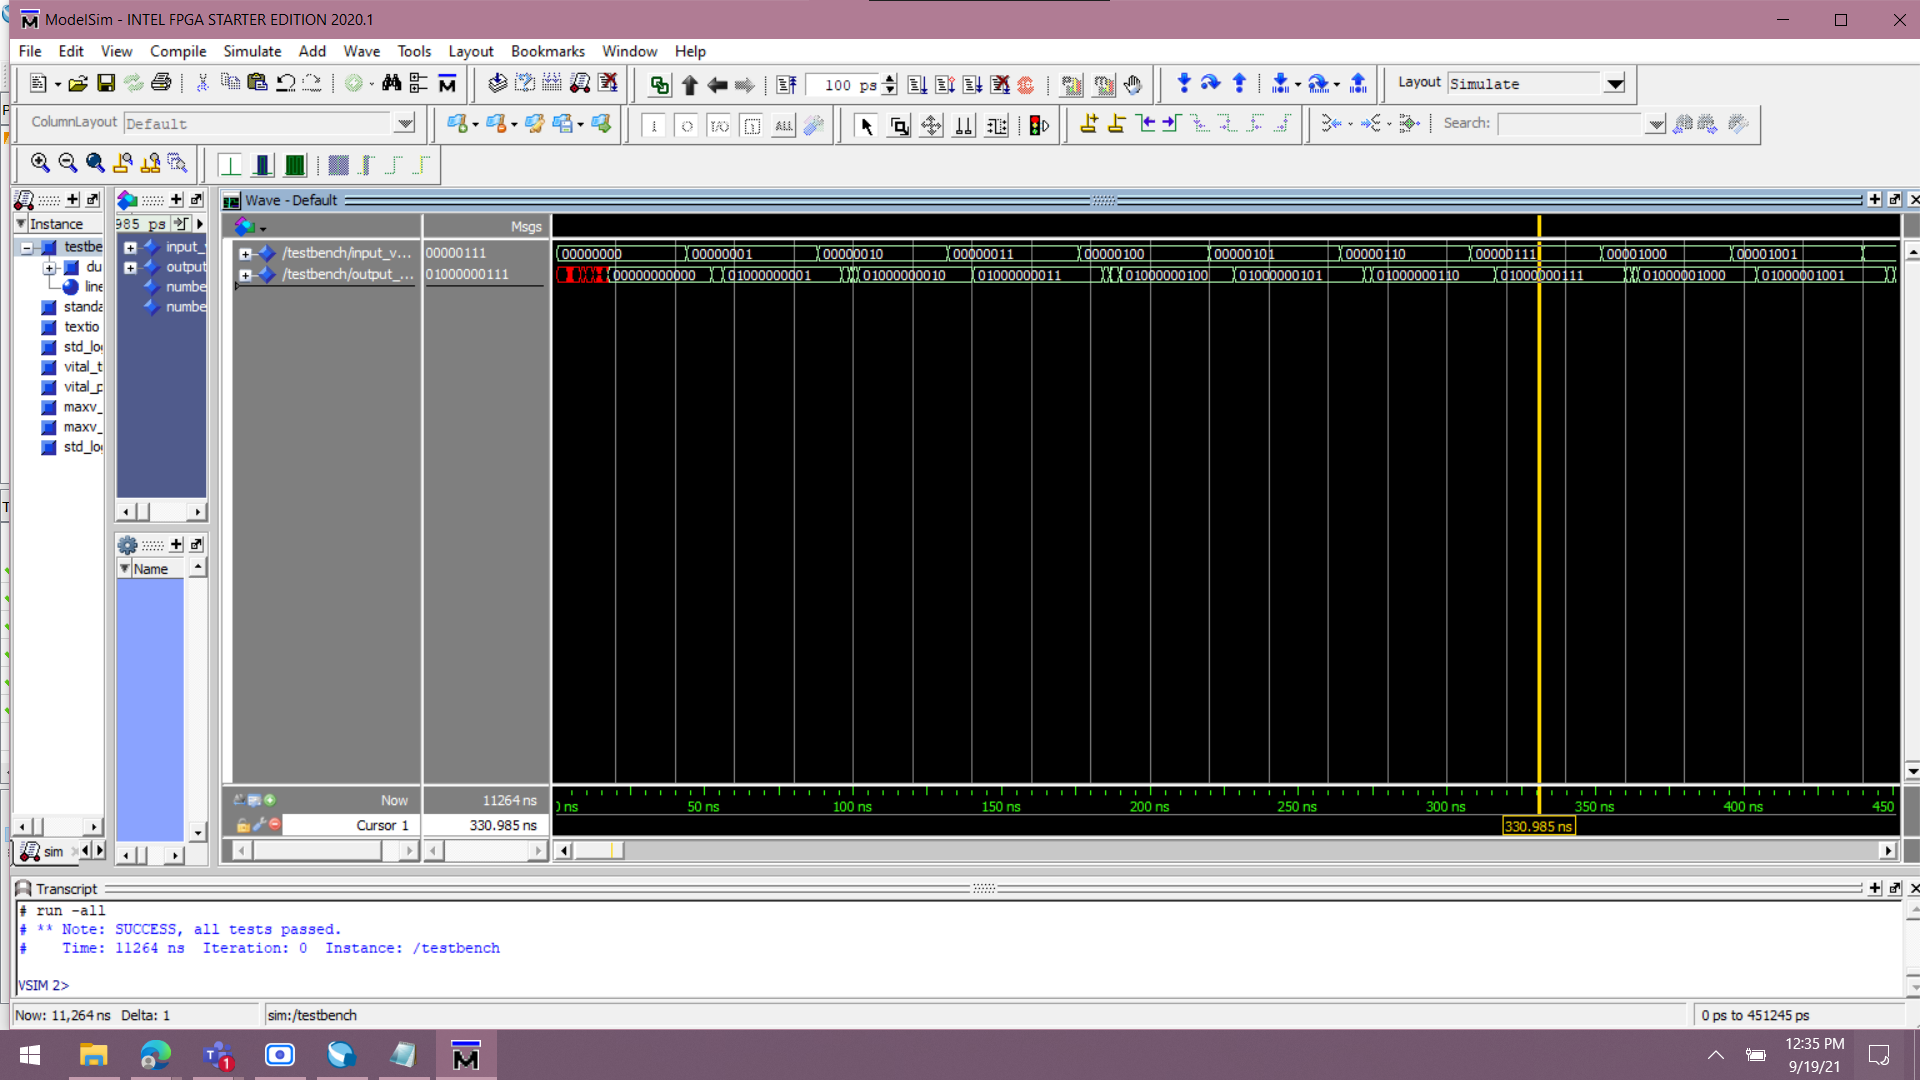 ModelSim - INTEL FPGA STARTER EDITION 2020.1
File Edit View Compile Simulate Add Wave Tools Layout Bookmarks Window Help
100 ps
Layout Simulate
ColumnLayout Default
ALL
Search:
Instance
testbe
du
line
standa
textio
std_lo
vital_t
vital_p
maxv_
maxv_
std_lo
sim
985 ps
input_
output
numbe
numbe
Name
Wave - Default
Msgs
/testbench/input_v... 00000111
/testbench/output_... 01000000111
00000000 00000001 00000010 00000011 00000100 00000101 00000110 00000111 00001000 00001001
00000000000 01000000001 01000000010 01000000011 01000000100 01000000101 01000000110 01000000111 01000001000 01000001001
Now 11264 ns
Cursor 1 330.985 ns
0 ns 50 ns 100 ns 150 ns 200 ns 250 ns 300 ns 350 ns 400 ns 450
330.985 ns
Transcript
# run -all
# ** Note: SUCCESS, all tests passed.
#    Time: 11264 ns  Iteration: 0  Instance: /testbench
VSIM 2>
Now: 11,264 ns Delta: 1
sim:/testbench
0 ps to 451245 ps
1
12:35 PM
9/19/21